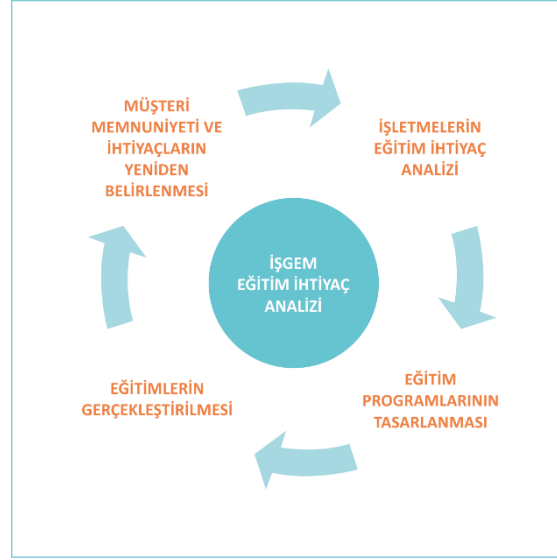 MÜŞTERİ
MEMNUNİYETİ VE
İHTİYAÇLARIN
YENİDEN
BELİRLENMESİ
İŞLETMELERİN
EĞİTİM İHTİYAÇ
ANALİZİ
İŞGEM
EĞİTİM İHTİYAÇ
ANALİZİ
EĞİTİMLERİN
GERÇEKLEŞTİRİLMESİ
EĞİTİM
PROGRAMLARININ
TASARLANMASI